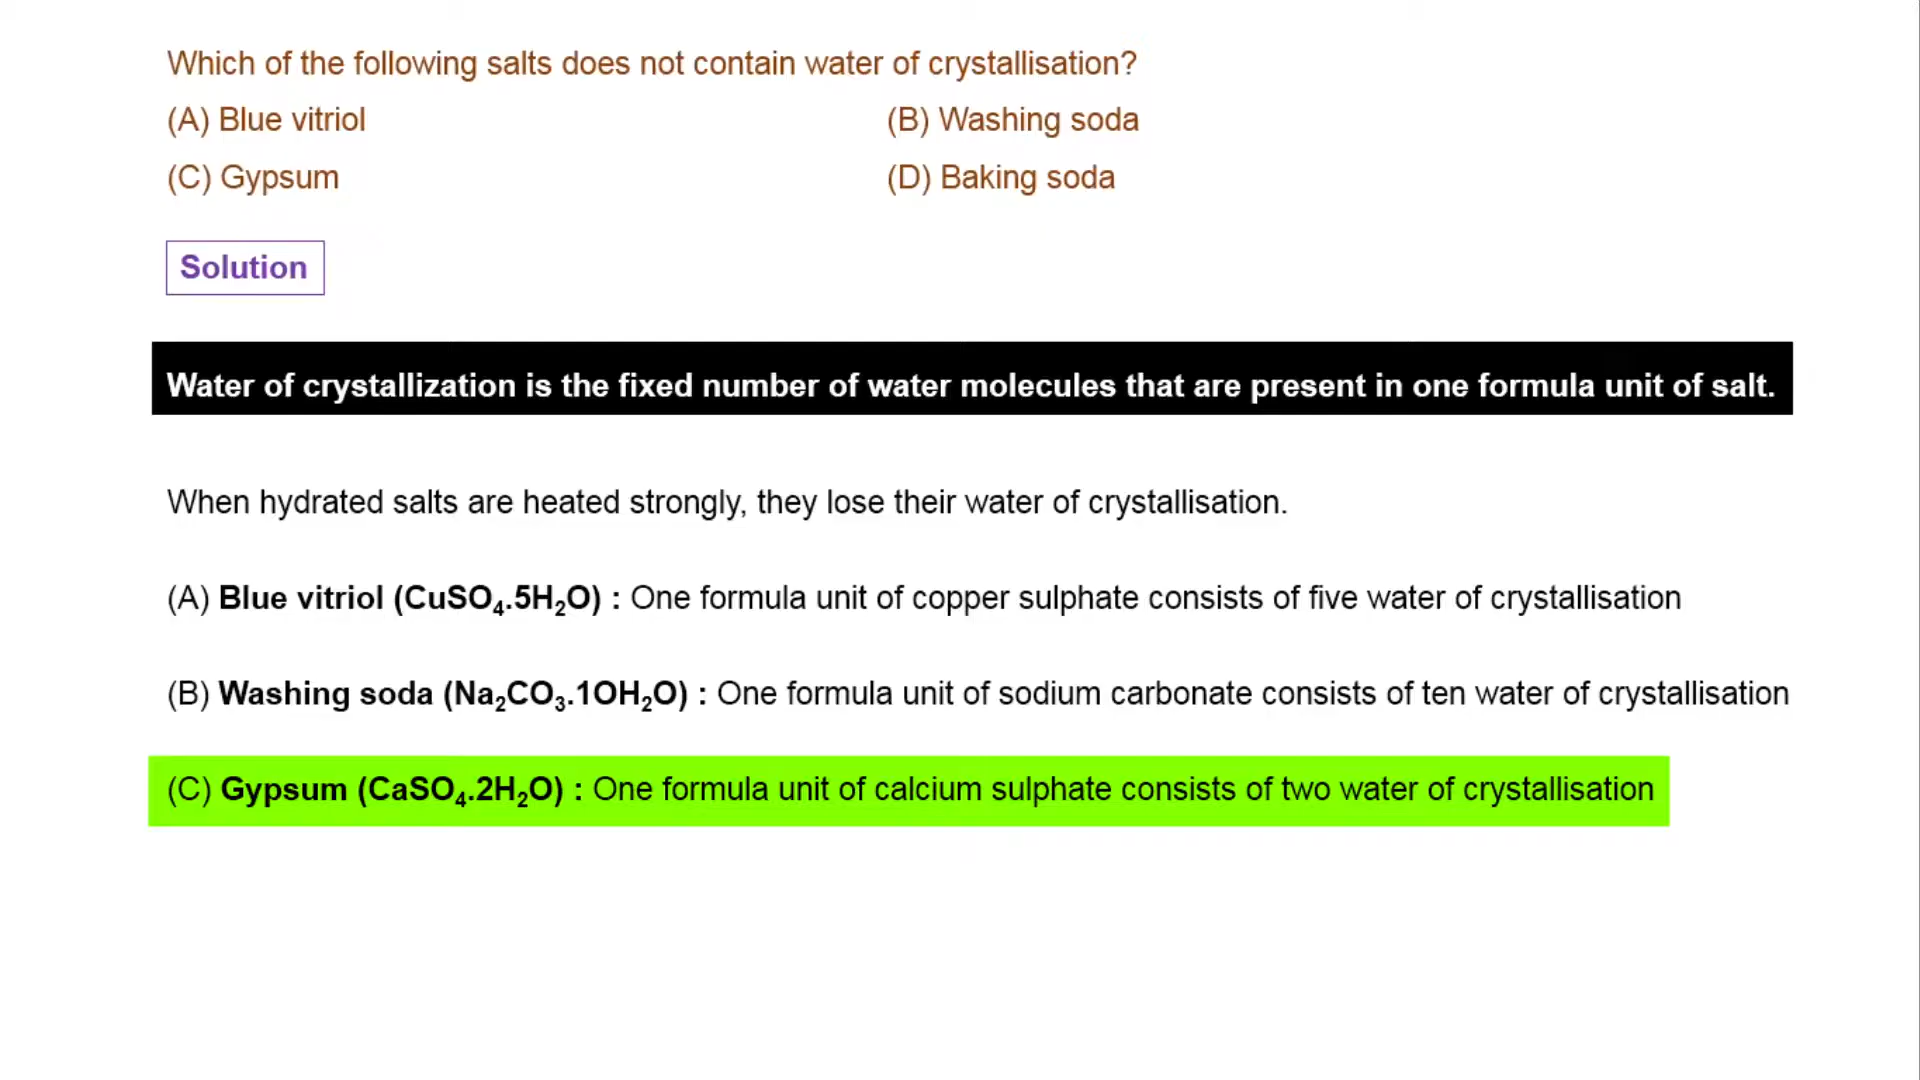 Which of the following salts does not contain water of crystallisation?
(A) Blue vitriol (B) Washing soda
(C) Gypsum (D) Baking soda
Solution
Water of crystallization is the fixed number of water molecules that are present in one formula unit of salt.
When hydrated salts are heated strongly, they lose their water of crystallisation.
(A) Blue vitriol (CuSO₄.5H₂O) : One formula unit of copper sulphate consists of five water of crystallisation
(B) Washing soda (Na₂CO₃.1OH₂O) : One formula unit of sodium carbonate consists of ten water of crystallisation
(C) Gypsum (CaSO₄.2H₂O) : One formula unit of calcium sulphate consists of two water of crystallisation